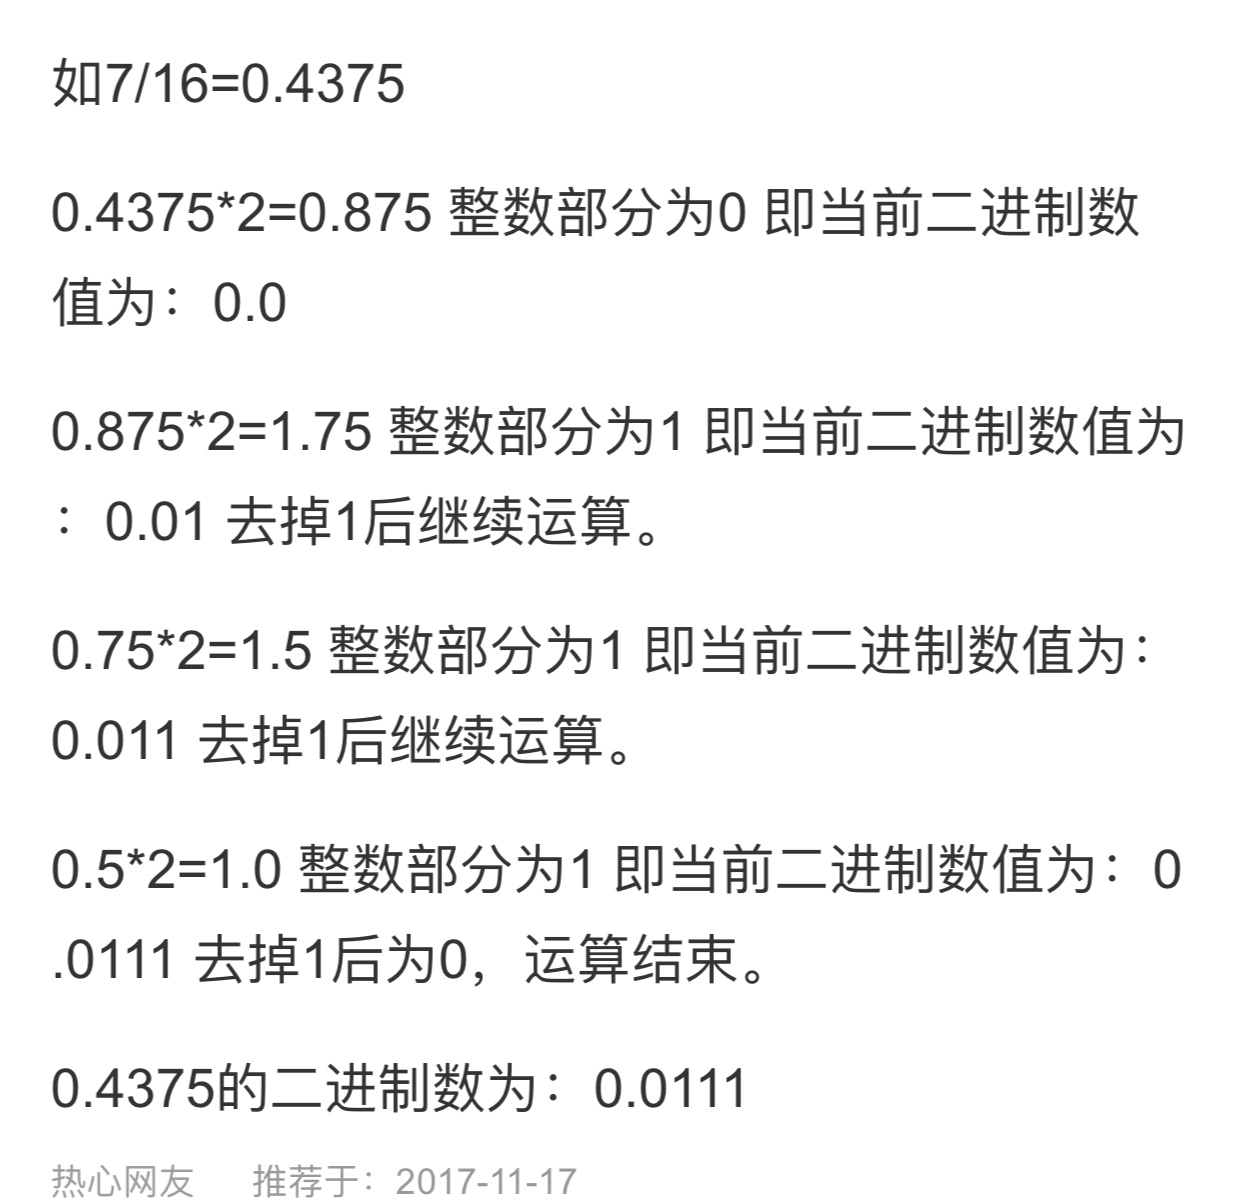 如7/16=0.4375
0.4375*2=0.875 整数部分为0 即当前二进制数
值为：0.0
0.875*2=1.75 整数部分为1 即当前二进制数值为
：0.01 去掉1后继续运算。
0.75*2=1.5 整数部分为1 即当前二进制数值为：
0.011 去掉1后继续运算。
0.5*2=1.0 整数部分为1 即当前二进制数值为：0
.0111 去掉1后为0，运算结束。
0.4375的二进制数为：0.0111
热心网友 推荐于：2017-11-17